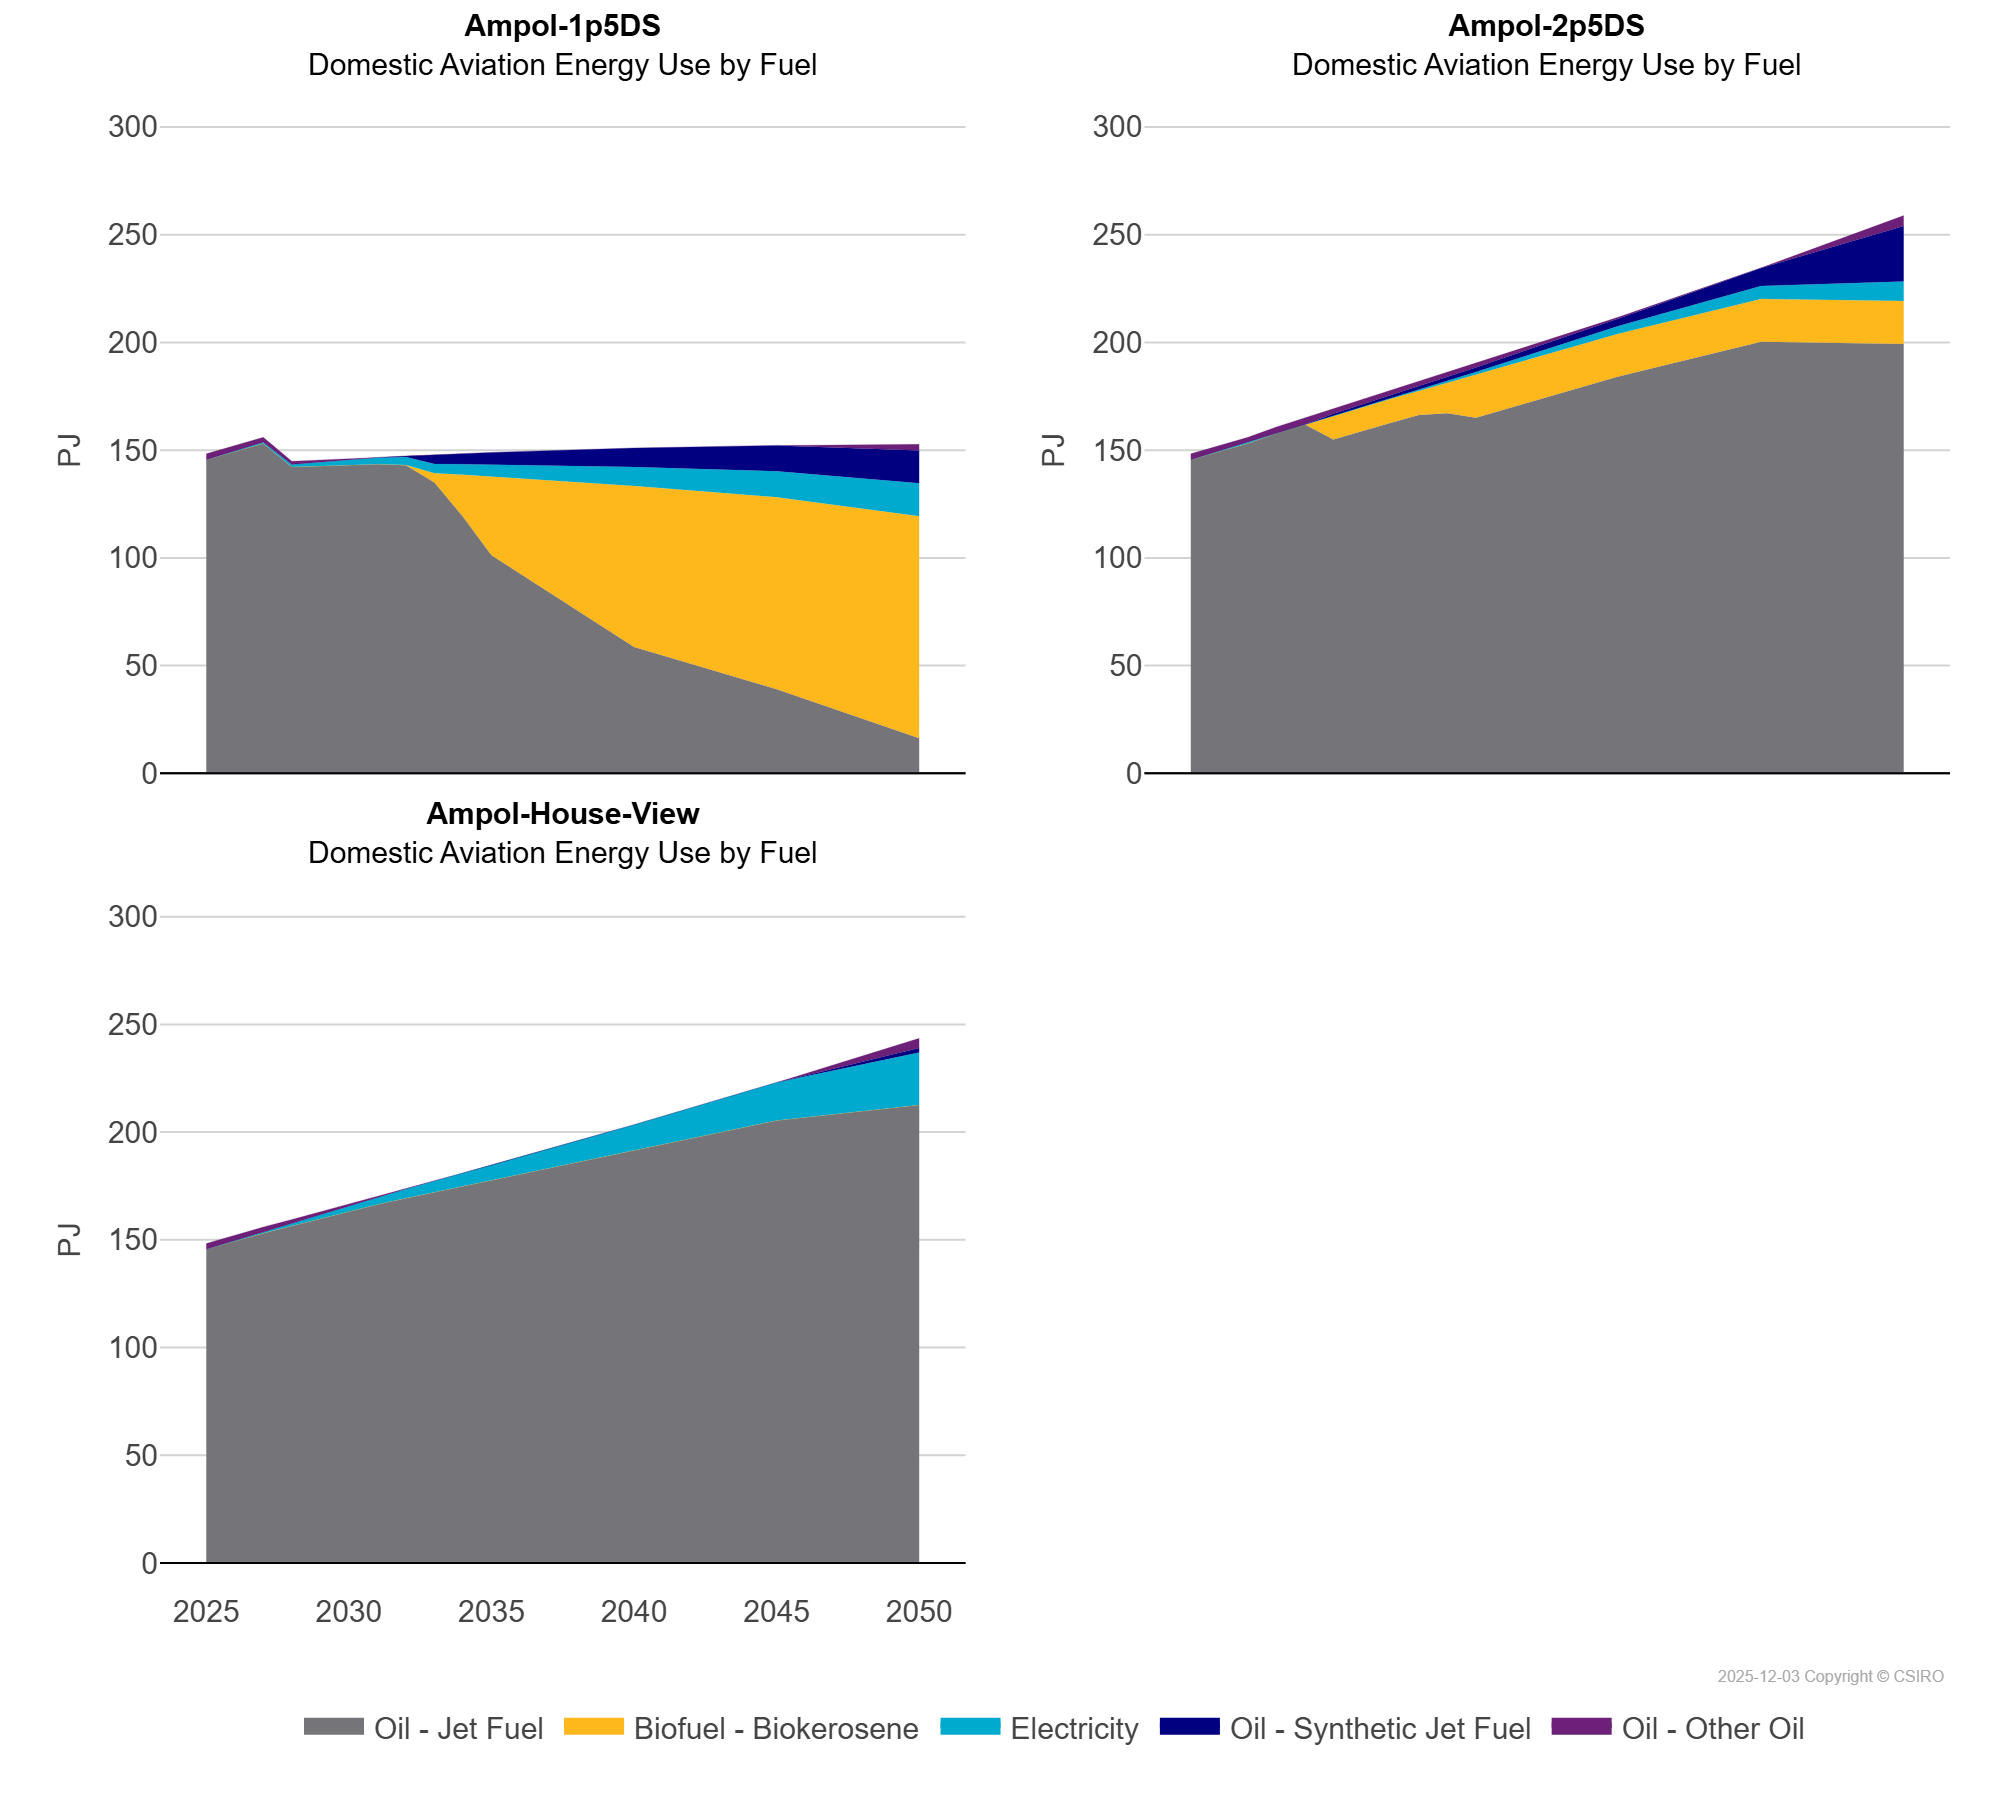 Ampol-1p5DS
Domestic Aviation Energy Use by Fuel
300
250
200
150
100
50
0
PJ
Ampol-2p5DS
Domestic Aviation Energy Use by Fuel
300
250
200
150
100
50
0
PJ
Ampol-House-View
Domestic Aviation Energy Use by Fuel
300
250
200
150
100
50
0
PJ
2025 2030 2035 2040 2045 2050
2025-12-03 Copyright © CSIRO
Oil - Jet Fuel Biofuel - Biokerosene Electricity Oil - Synthetic Jet Fuel Oil - Other Oil